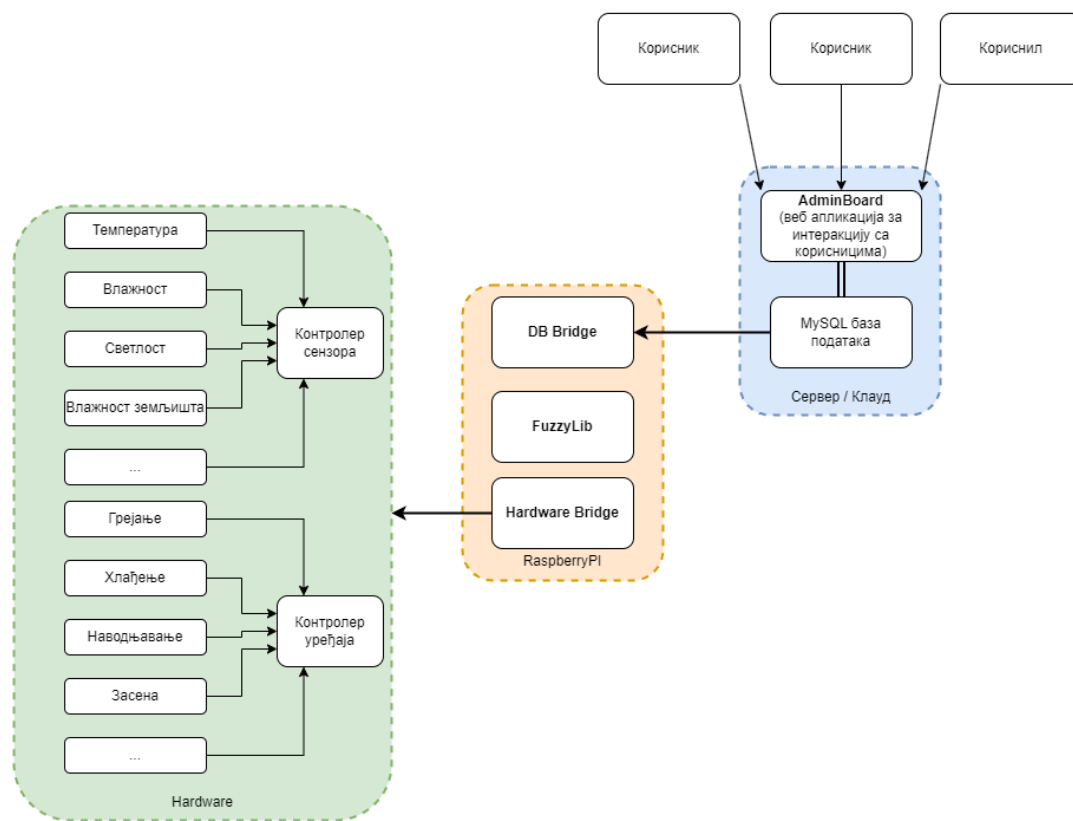 Корисник
Корисник
Кориснил
AdminBoard
(веб апликација за
интеракцију са
корисницима)
MySQL база
података
Сервер / Клауд
DB Bridge
FuzzyLib
Hardware Bridge
RaspberryPI
Температура
Влажност
Светлост
Влажност земљишта
...
Контролер
сензора
Грејање
Хлађење
Наводњавање
Засена
...
Контролер
уређаја
Hardware